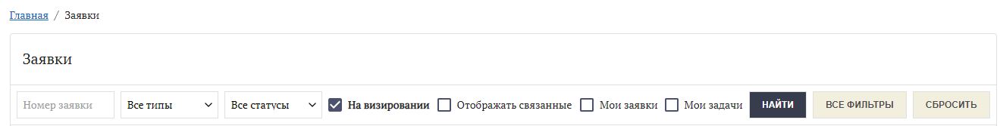 Главная / Заявки
Заявки
Номер заявки Все типы Все статусы На визировании Отображать связанные Мои заявки Мои задачи НАЙТИ ВСЕ ФИЛЬТРЫ СБРОСИТЬ